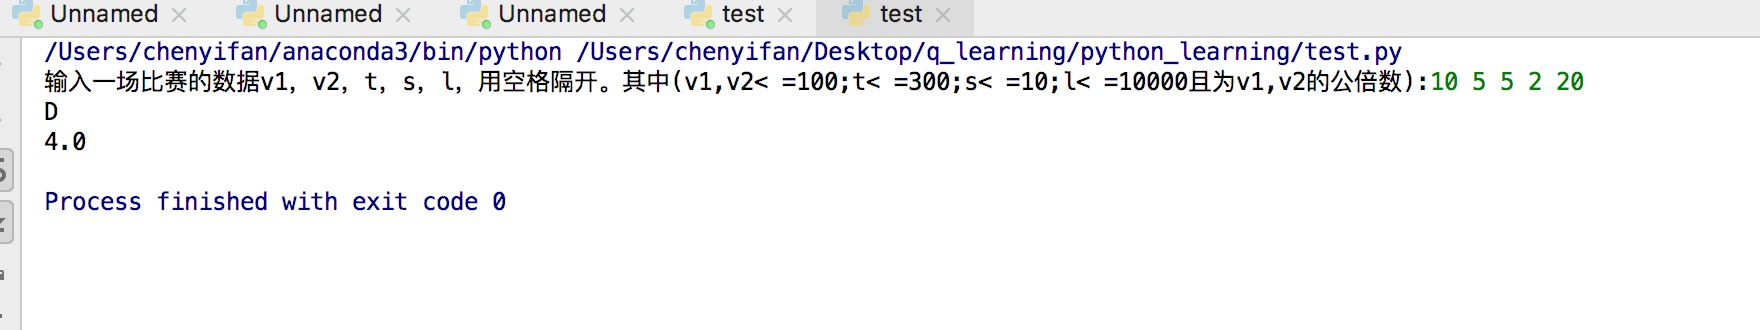 Unnamed Unnamed Unnamed test test
/Users/chenyifan/anaconda3/bin/python /Users/chenyifan/Desktop/q_learning/python_learning/test.py
输入一场比赛的数据v1，v2，t，s，l，用空格隔开。其中(v1,v2< =100;t< =300;s< =10;l< =10000且为v1,v2的公倍数):10 5 5 2 20
D
4.0
Process finished with exit code 0